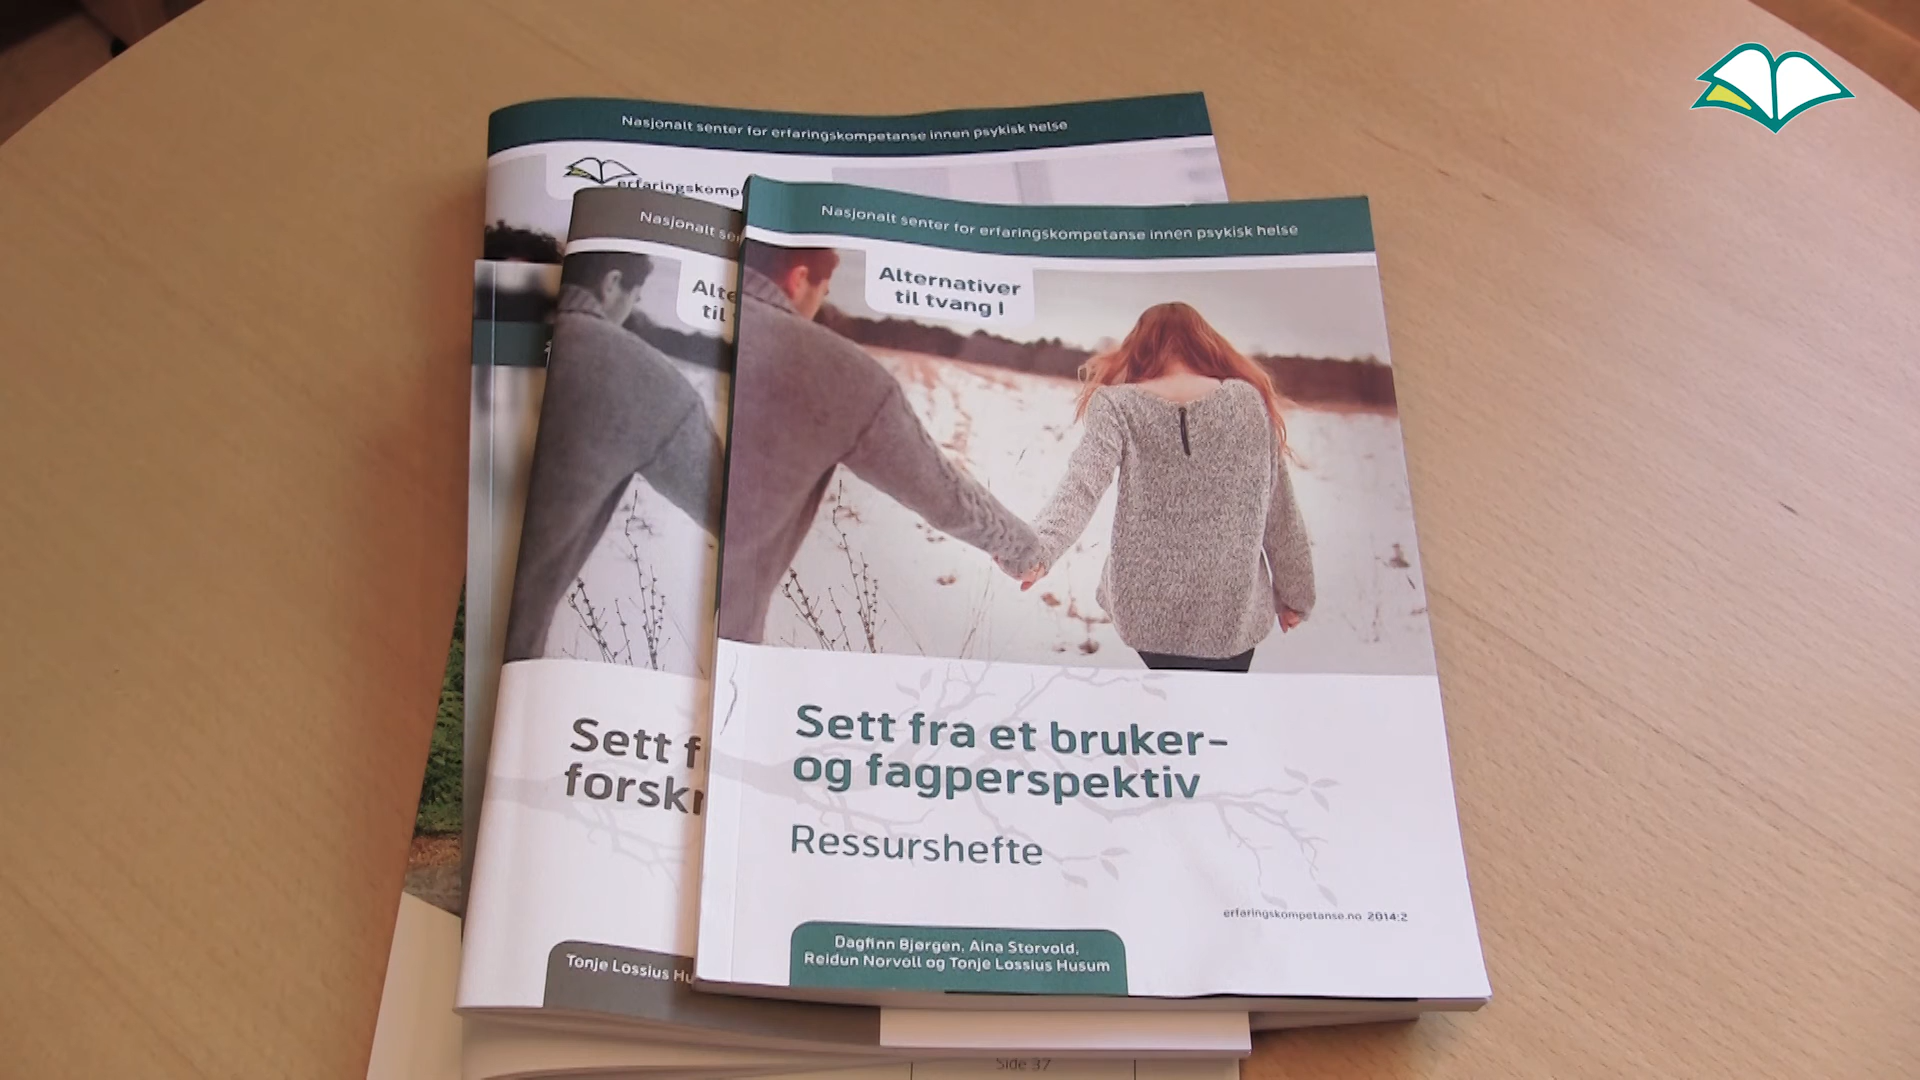 Nasjonalt senter for erfaringskompetanse innen psykisk helse
erfaringskomp
Nasjonalt se
Alte
til
Sett f
forsk
Tonje Lossius Hu
Nasjonalt senter for erfaringskompetanse innen psykisk helse
Alternativer
til tvang I
Sett fra et bruker-
og fagperspektiv
Ressurshefte
erfaringskompetanse.no 2014:2
Dagfinn Bjørgen, Aina Storvold,
Reidun Norvoll og Tonje Lossius Husum
Side 37